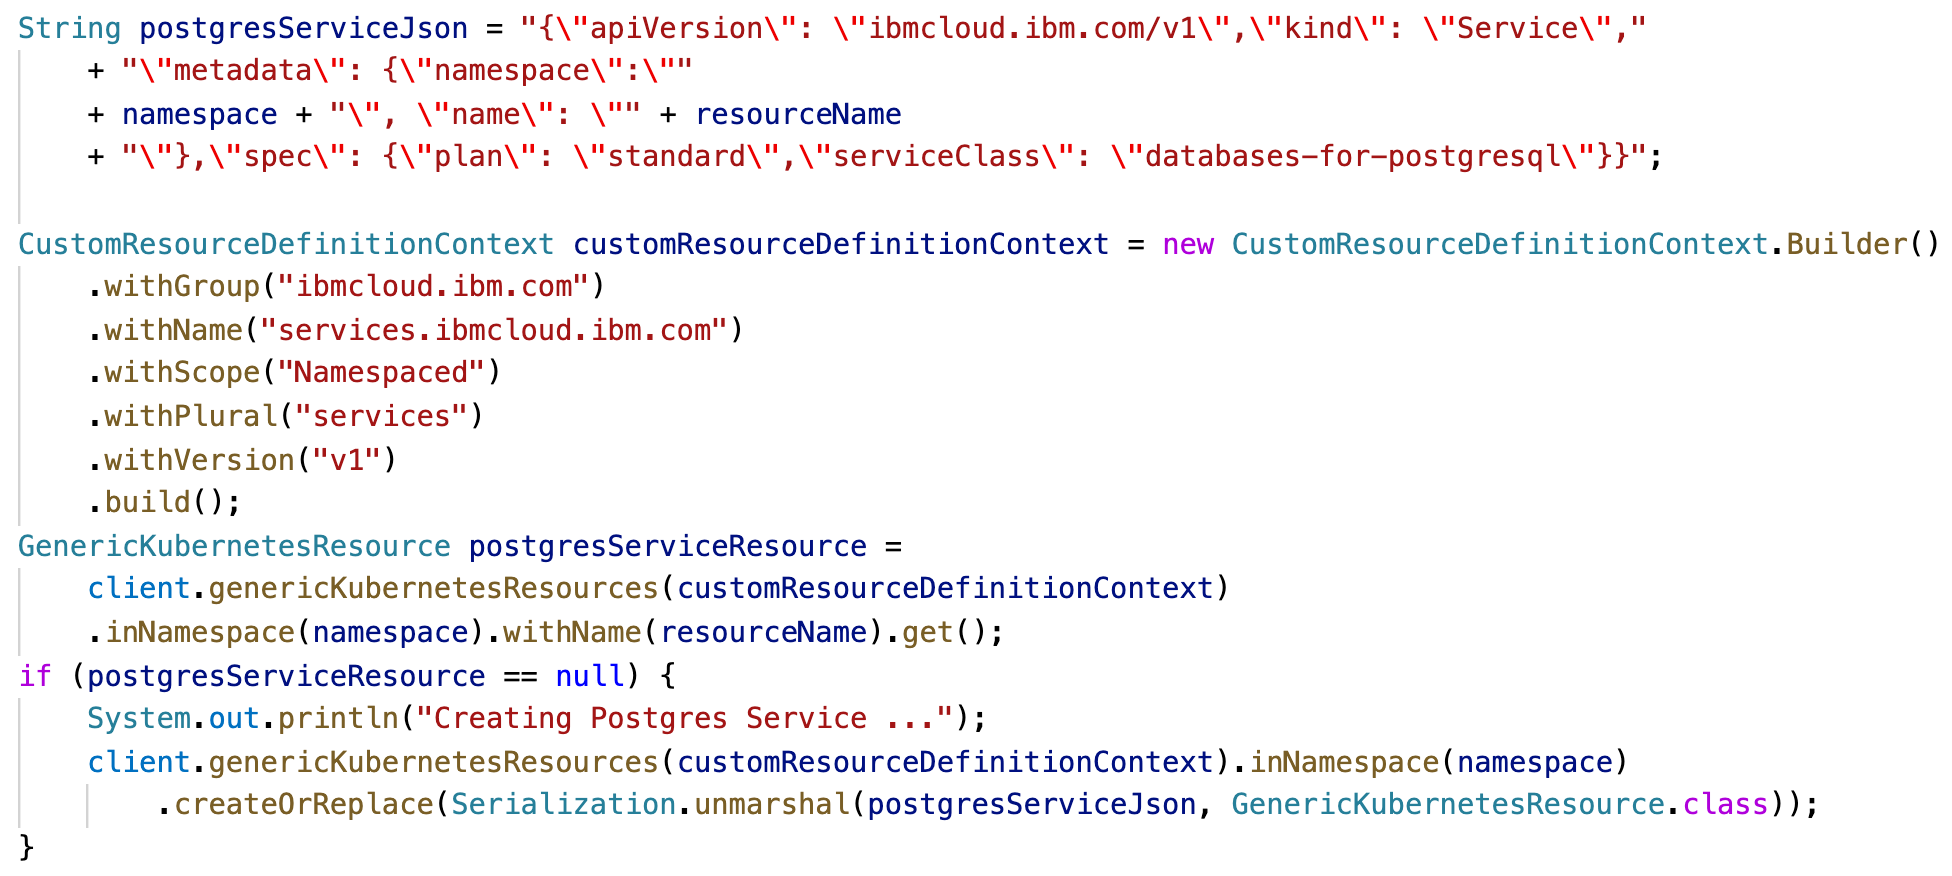 String postgresServiceJson = "{\"apiVersion\": \"ibmcloud.ibm.com/v1\",\"kind\": \"Service\","
    + "\"metadata\": {\"namespace\":\""
    + namespace + "\", \"name\": \"" + resourceName
    + "\"},\"spec\": {\"plan\": \"standard\",\"serviceClass\": \"databases-for-postgresql\"}}";

CustomResourceDefinitionContext customResourceDefinitionContext = new CustomResourceDefinitionContext.Builder()
    .withGroup("ibmcloud.ibm.com")
    .withName("services.ibmcloud.ibm.com")
    .withScope("Namespaced")
    .withPlural("services")
    .withVersion("v1")
    .build();
GenericKubernetesResource postgresServiceResource =
    client.genericKubernetesResources(customResourceDefinitionContext)
    .inNamespace(namespace).withName(resourceName).get();
if (postgresServiceResource == null) {
    System.out.println("Creating Postgres Service ...");
    client.genericKubernetesResources(customResourceDefinitionContext).inNamespace(namespace)
        .createOrReplace(Serialization.unmarshal(postgresServiceJson, GenericKubernetesResource.class));
}